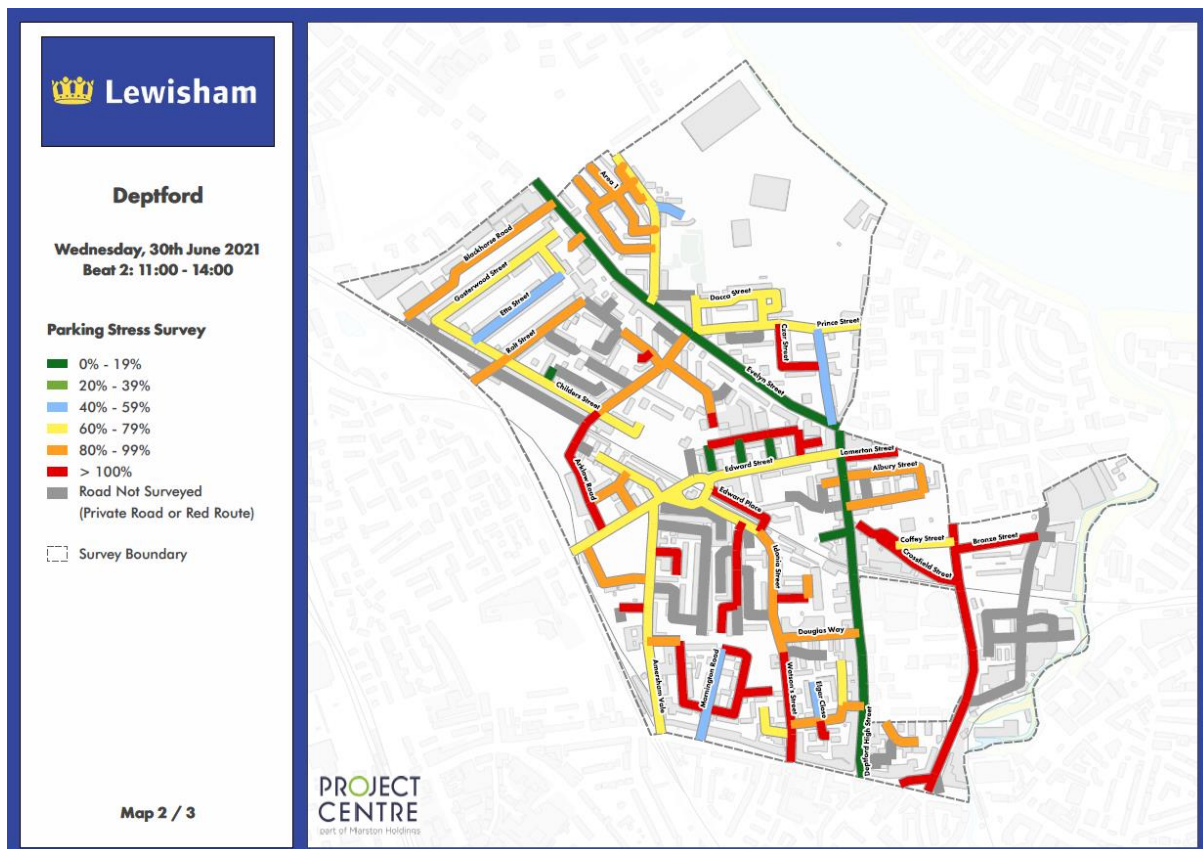 Lewisham
Deptford
Wednesday, 30th June 2021
Beat 2: 11:00 - 14:00
Parking Stress Survey
0% - 19%
20% - 39%
40% - 59%
60% - 79%
80% - 99%
> 100%
Road Not Surveyed
(Private Road or Red Route)
Survey Boundary
Map 2 / 3
Area 1
Blackhorse Road
Gosterwood Street
Etta Street
Rolt Street
Childers Street
Dacca Street
Czar Street
Prince Street
Evelyn Street
Arklow Road
Edward Street
Lamerton Street
Albury Street
Edward Place
Coffey Street
Crossfield Street
Bronze Street
Idonia Street
Douglas Way
Amersham Vale
Mornington Road
Watson's Street
Elgar Close
Deptford High Street
PROJECT
CENTRE
part of Marston Holdings